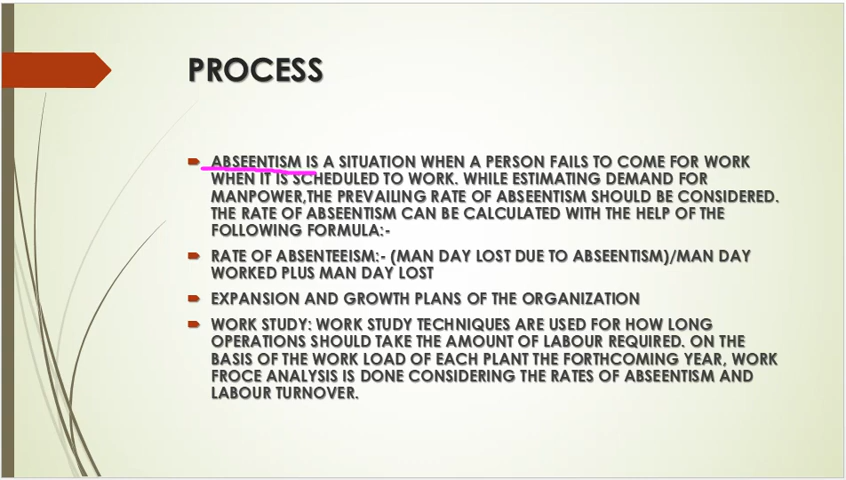 PROCESS
ABSEENTISM IS A SITUATION WHEN A PERSON FAILS TO COME FOR WORK
WHEN IT IS SCHEDULED TO WORK. WHILE ESTIMATING DEMAND FOR
MANPOWER,THE PREVAILING RATE OF ABSEENTISM SHOULD BE CONSIDERED.
THE RATE OF ABSEENTISM CAN BE CALCULATED WITH THE HELP OF THE
FOLLOWING FORMULA:-
RATE OF ABSENTEEISM:- (MAN DAY LOST DUE TO ABSEENTISM)/MAN DAY
WORKED PLUS MAN DAY LOST
EXPANSION AND GROWTH PLANS OF THE ORGANIZATION
WORK STUDY: WORK STUDY TECHNIQUES ARE USED FOR HOW LONG
OPERATIONS SHOULD TAKE THE AMOUNT OF LABOUR REQUIRED. ON THE
BASIS OF THE WORK LOAD OF EACH PLANT THE FORTHCOMING YEAR, WORK
FROCE ANALYSIS IS DONE CONSIDERING THE RATES OF ABSEENTISM AND
LABOUR TURNOVER.